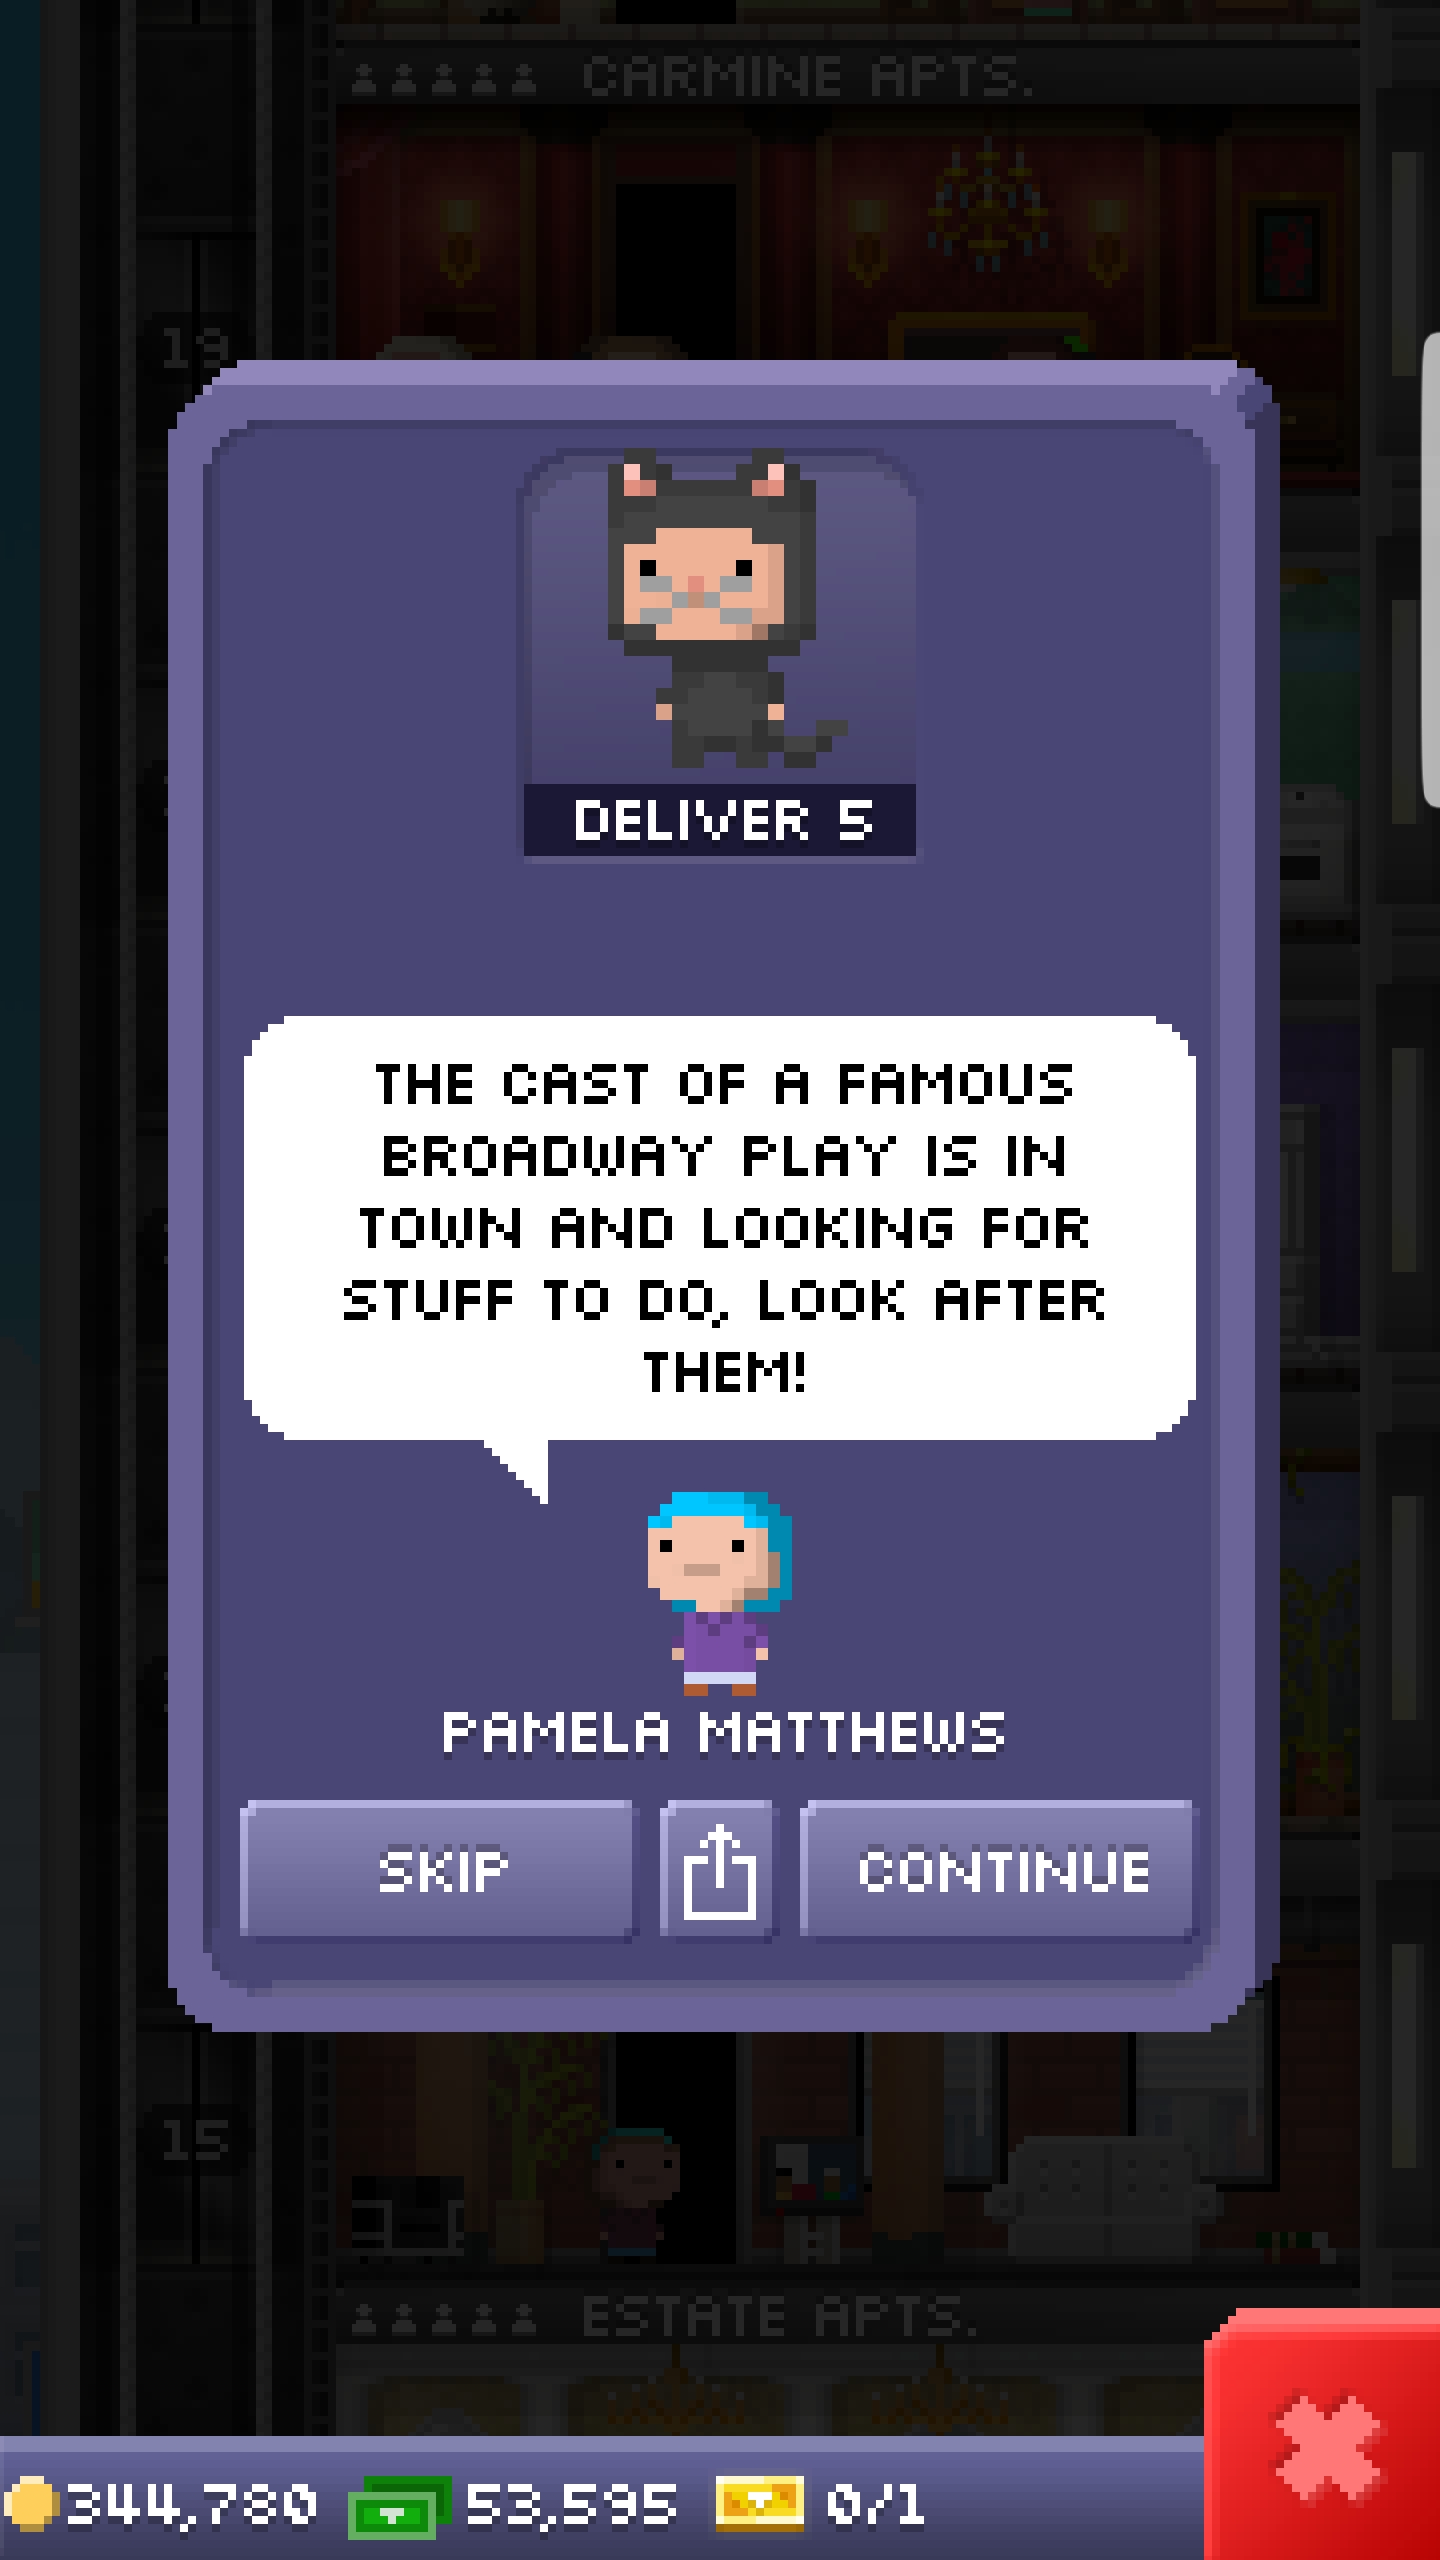 CARMINE APTS.
19
DELIVER 5
THE CAST OF A FAMOUS
BROADWAY PLAY IS IN
TOWN AND LOOKING FOR
STUFF TO DO, LOOK AFTER
THEM!
PAMELA MATTHEWS
SKIP
CONTINUE
15
ESTATE APTS.
344,780
53,595
0/1